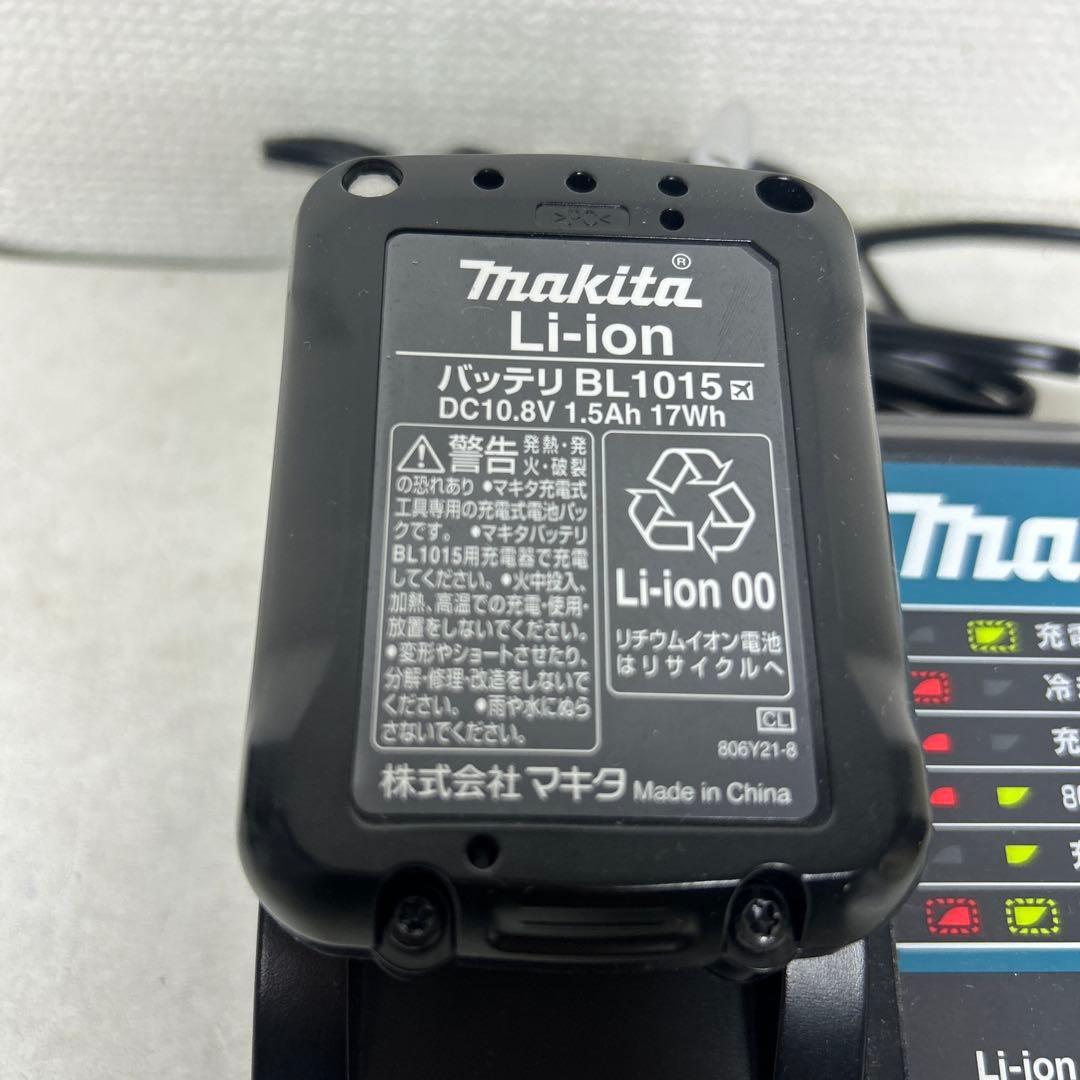 >PC<
makita®
Li-ion
バッテリ BL1015
DC10.8V 1.5Ah 17Wh
警告 発熱・発
火・破裂
の恐れあり •マキタ充電式
工具専用の充電式電池パッ
クです。 •マキタバッテリ
BL1015用充電器で充電
してください。•火中投入、
加熱、高温での充電・使用・
放置をしないでください。
•変形やショートさせたり、
分解・修理・改造をしないで
ください。 •雨や水にぬら
さないでください。
Li-ion 00
リチウムイオン電池
はリサイクルへ
CL
806Y21-8
株式会社 マキタ Made in China
Ma
充
冷
充
80
充
Li-ion